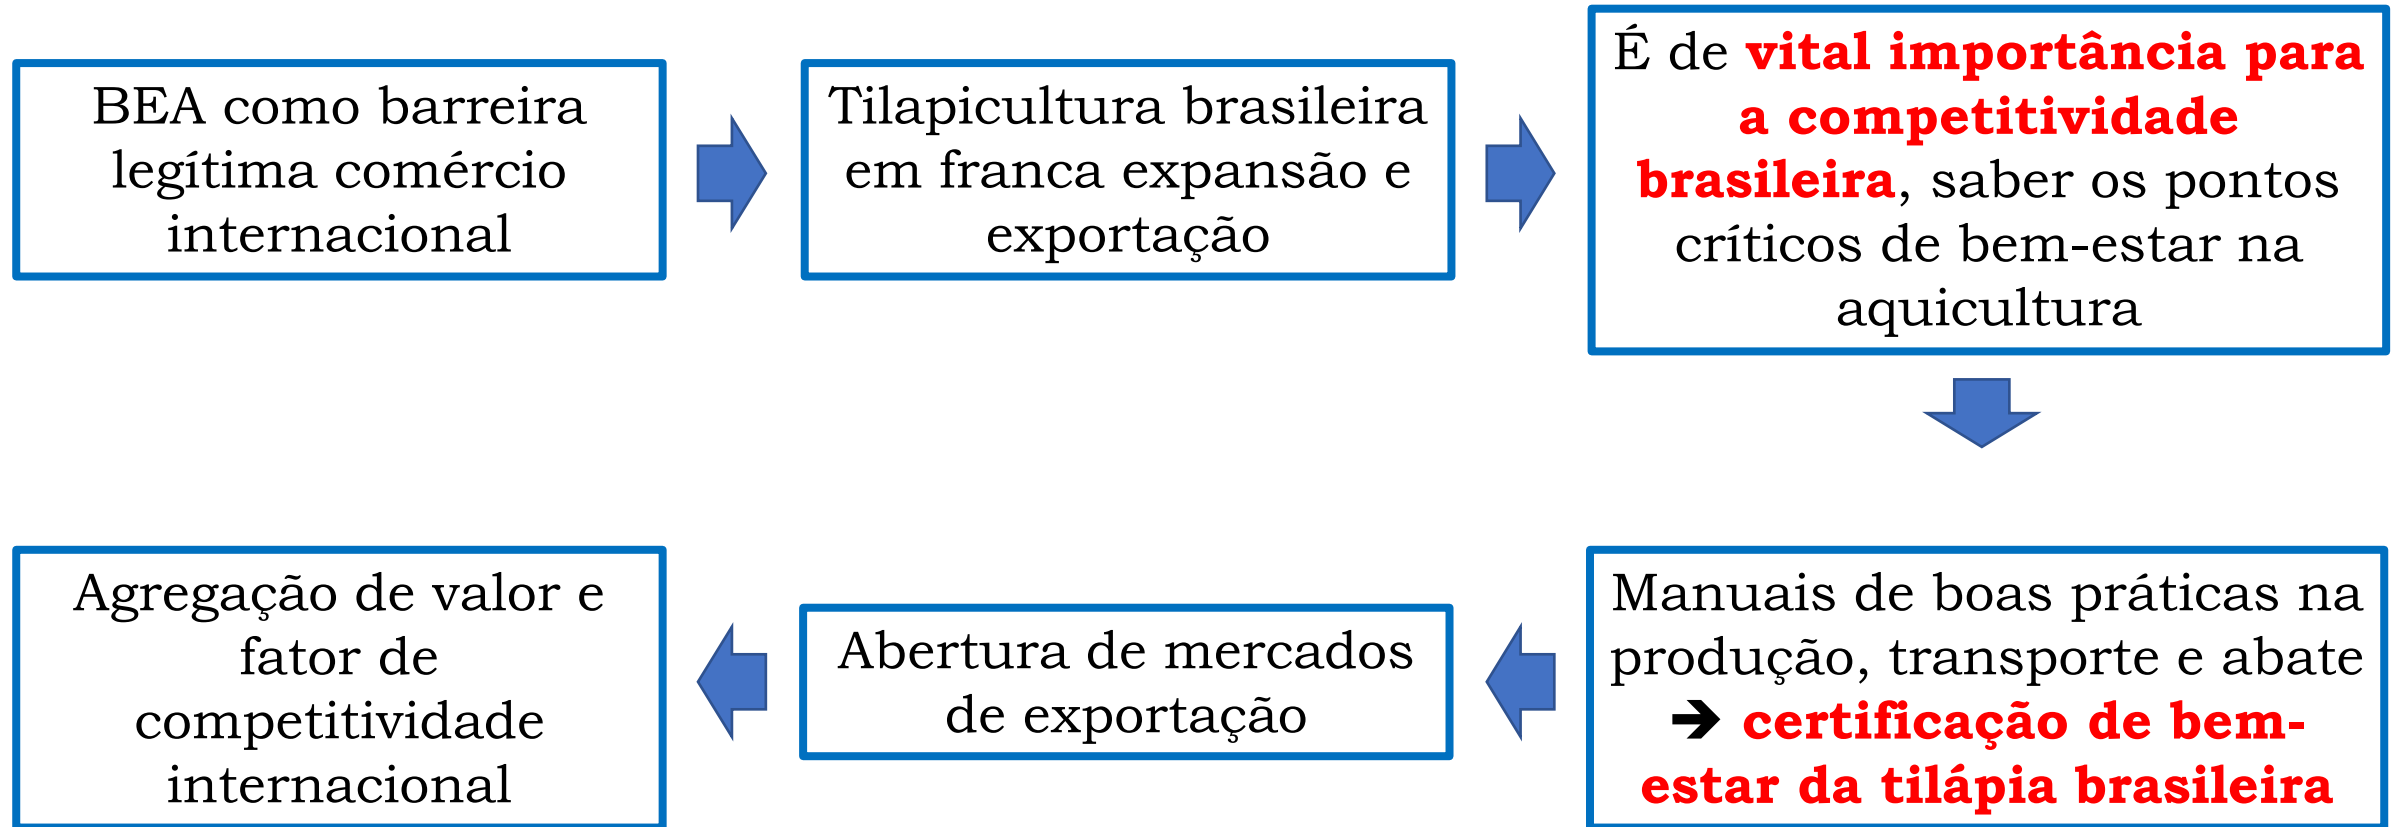 BEA como barreira
legítima comércio
internacional
Tilapicultura brasileira
em franca expansão e
exportação
É de vital importância para
a competitividade
brasileira, saber os pontos
críticos de bem-estar na
aquicultura
Manuais de boas práticas na
produção, transporte e abate
➔ certificação de bem-
estar da tilápia brasileira
Abertura de mercados
de exportação
Agregação de valor e
fator de
competitividade
internacional